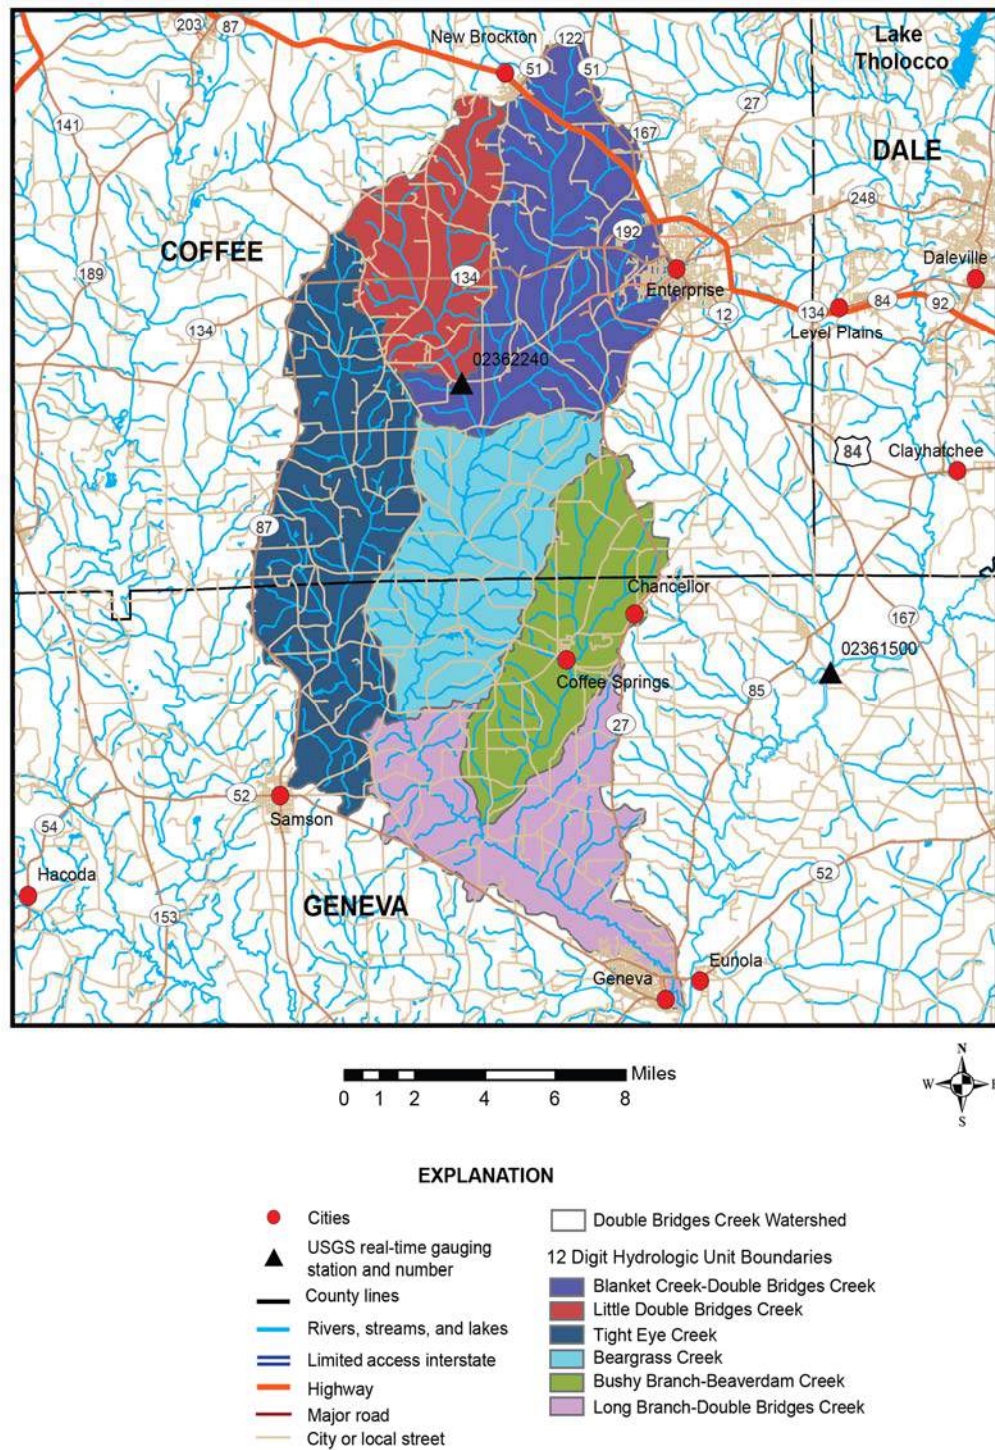 203
87
New Brockton
122
51
51
Lake
Tholocco
27
141
167
DALE
248
COFFEE
192
Daleville
189
134
Enterprise
134
84
92
134
12
Level Plains
02362240
84
Clayhatchee
87
Chancellor
167
02361500
Coffee Springs
85
27
52
Samson
54
52
Hacoda
GENEVA
153
Eunola
Geneva
Miles
0 1 2 4 6 8
N
W E
S
EXPLANATION
Cities
USGS real-time gauging
station and number
County lines
Rivers, streams, and lakes
Limited access interstate
Highway
Major road
City or local street
Double Bridges Creek Watershed
12 Digit Hydrologic Unit Boundaries
Blanket Creek-Double Bridges Creek
Little Double Bridges Creek
Tight Eye Creek
Beargrass Creek
Bushy Branch-Beaverdam Creek
Long Branch-Double Bridges Creek